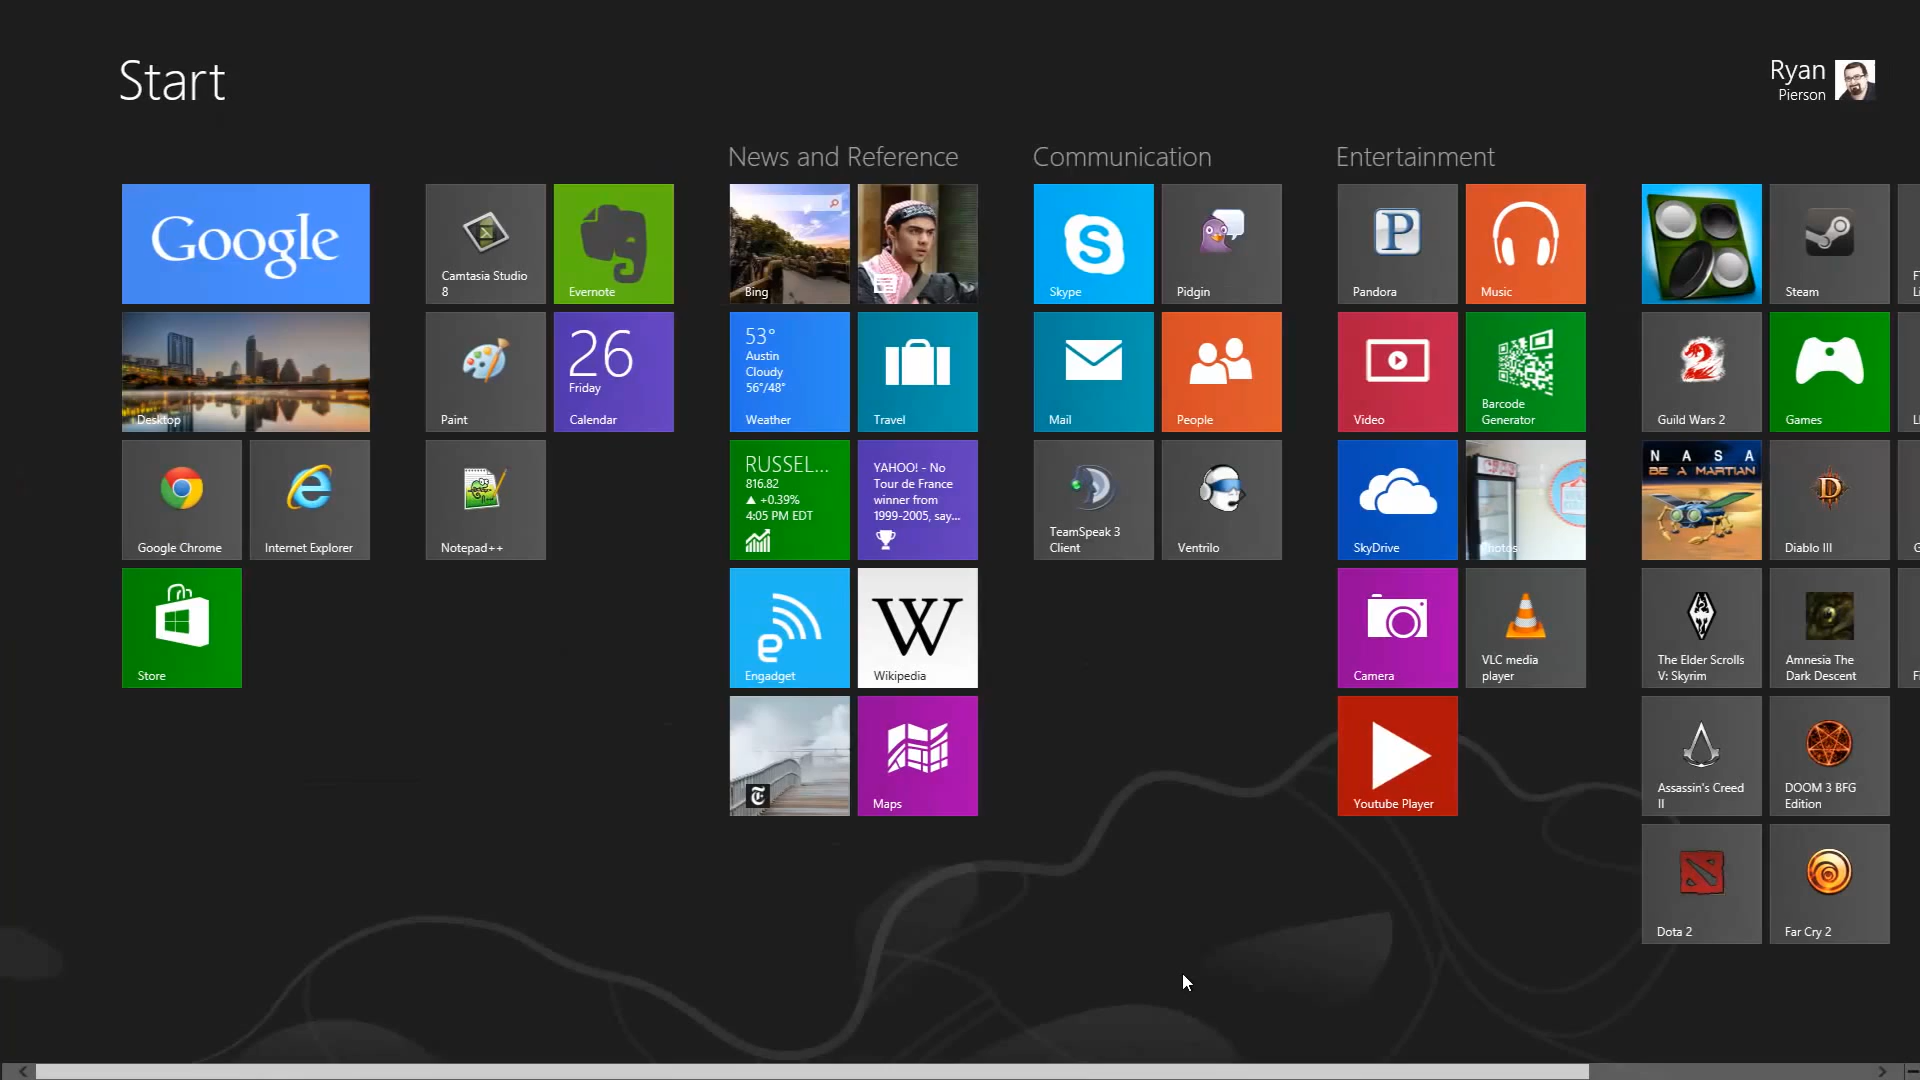 Start
Ryan
Pierson
News and Reference
Communication
Entertainment
Google
Camtasia Studio
8
Evernote
Bing
Skype
Pidgin
P
Pandora
Music
Steam
Desktop
Paint
26
Friday
Calendar
53°
Austin
Cloudy
56°/48°
Weather
Travel
Mail
People
Video
Barcode
Generator
2
Guild Wars 2
Games
Google Chrome
Internet Explorer
Notepad++
RUSSEL...
816.82
▲ +0.39%
4:05 PM EDT
YAHOO! - No
Tour de France
winner from
1999-2005, say...
TeamSpeak 3
Client
Ventrilo
SkyDrive
Photos
NASA
BE A MARTIAN
D
Diablo III
Store
e
Engadget
W
Wikipedia
Camera
VLC media
player
The Elder Scrolls
V: Skyrim
Amnesia The
Dark Descent
T
Maps
Youtube Player
Assassin's Creed
II
DOOM 3 BFG
Edition
Dota 2
Far Cry 2